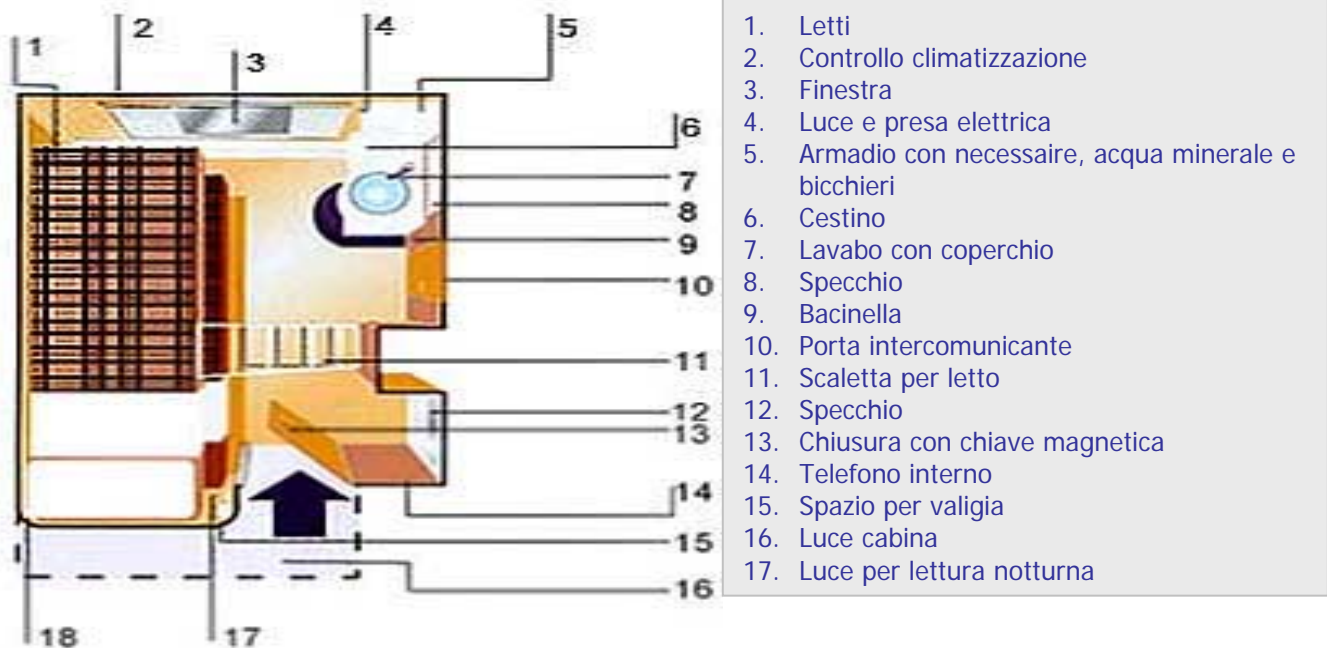 1
2
3
4
5
6
7
8
9
10
11
12
13
14
15
16
18
17
1. Letti
2. Controllo climatizzazione
3. Finestra
4. Luce e presa elettrica
5. Armadio con necessaire, acqua minerale e
bicchieri
6. Cestino
7. Lavabo con coperchio
8. Specchio
9. Bacinella
10. Porta intercomunicante
11. Scaletta per letto
12. Specchio
13. Chiusura con chiave magnetica
14. Telefono interno
15. Spazio per valigia
16. Luce cabina
17. Luce per lettura notturna